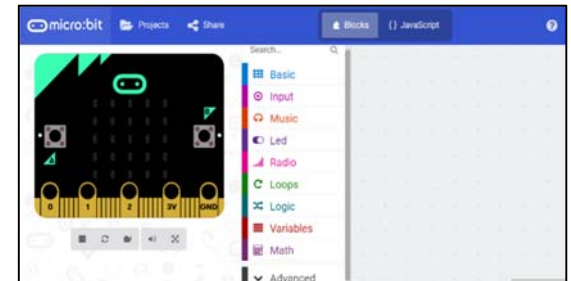 micro:bit Projects Share Blocks {} JavaScript ?
Search...
Basic
Input
Music
Led
Radio
Loops
Logic
Variables
Math
Advanced
B
A
0 1 2 3V GND